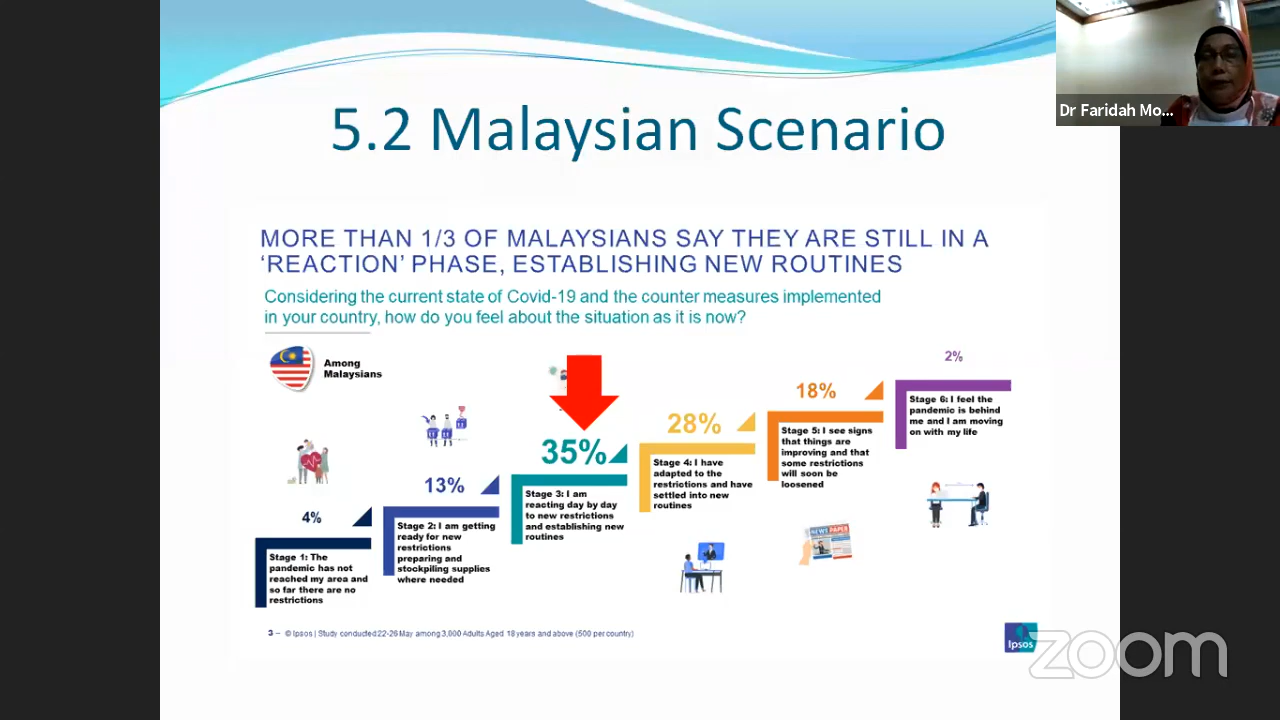 5.2 Malaysian Scenario
Dr Faridah Mo...
MORE THAN 1/3 OF MALAYSIANS SAY THEY ARE STILL IN A
‘REACTION’ PHASE, ESTABLISHING NEW ROUTINES
Considering the current state of Covid-19 and the counter measures implemented
in your country, how do you feel about the situation as it is now?
Among
Malaysians
4%
Stage 1: The
pandemic has not
reached my area and
so far there are no
restrictions
13%
Stage 2: I am getting
ready for new
restrictions
preparing and
stockpiling supplies
where needed
35%
Stage 3: I am
reacting day by day
to new restrictions
and establishing new
routines
28%
Stage 4: I have
adapted to the
restrictions and have
settled into new
routines
18%
Stage 5: I see signs
that things are
improving and that
some restrictions
will soon be
loosened
2%
Stage 6: I feel the
pandemic is behind
me and I am moving
on with my life
NEWS PAPER
3 – © Ipsos | Study conducted 22-26 May among 3,000 Adults Aged 18 years and above (500 per country)
Ipsos
zoom